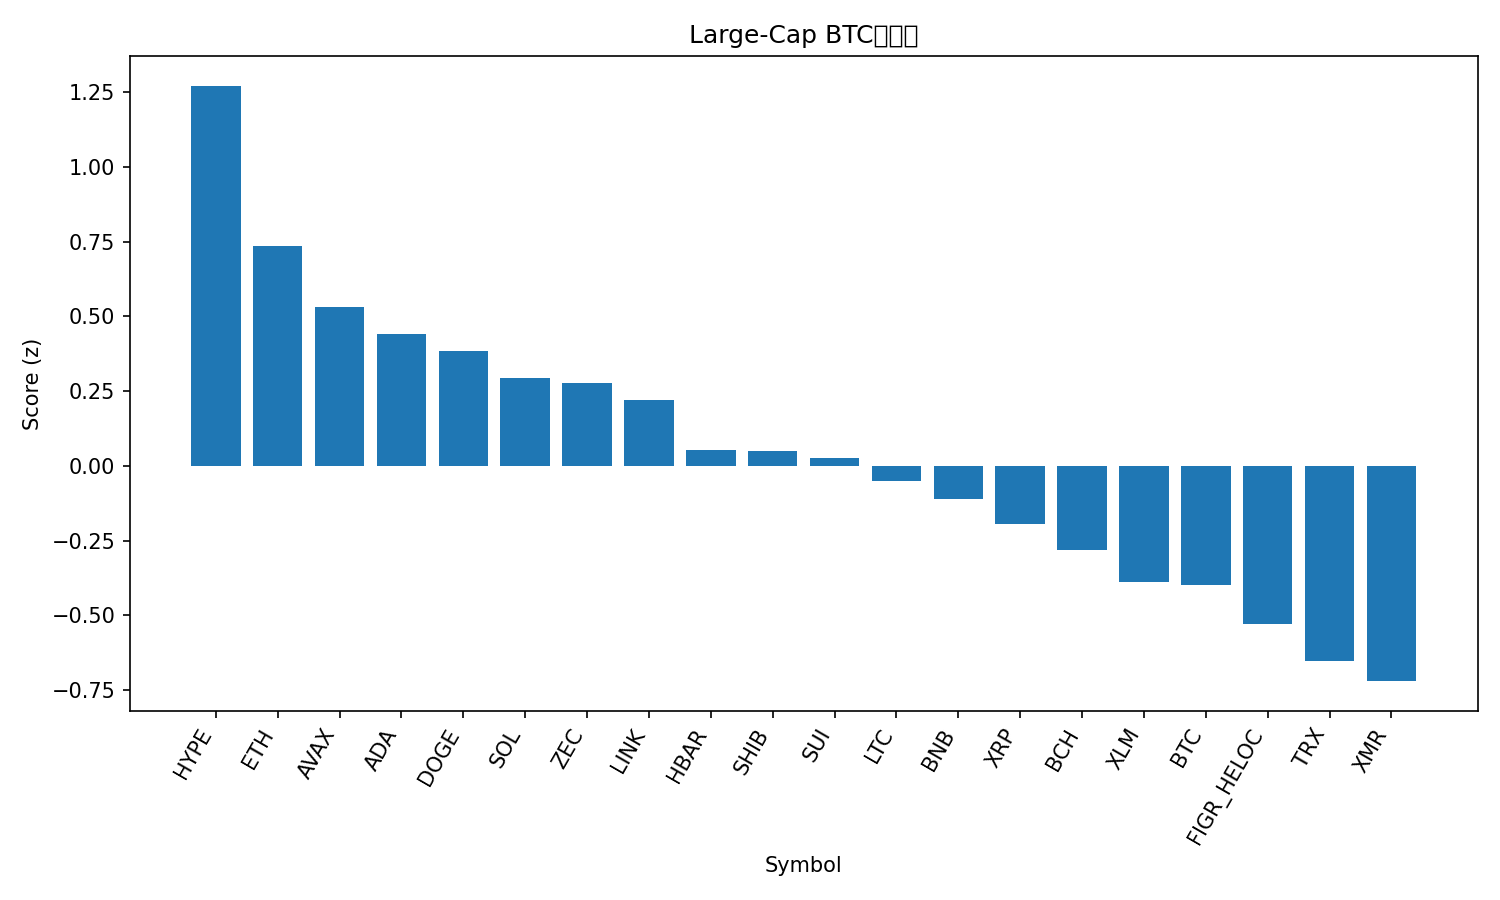 Large-Cap BTC
1.25
1.00
0.75
0.50
0.25
0.00
−0.25
−0.50
−0.75
Score (z)
HYPE
ETH
AVAX
ADA
DOGE
SOL
ZEC
LINK
HBAR
SHIB
SUI
LTC
BNB
XRP
BCH
XLM
BTC
FIGR_HELOC
TRX
XMR
Symbol